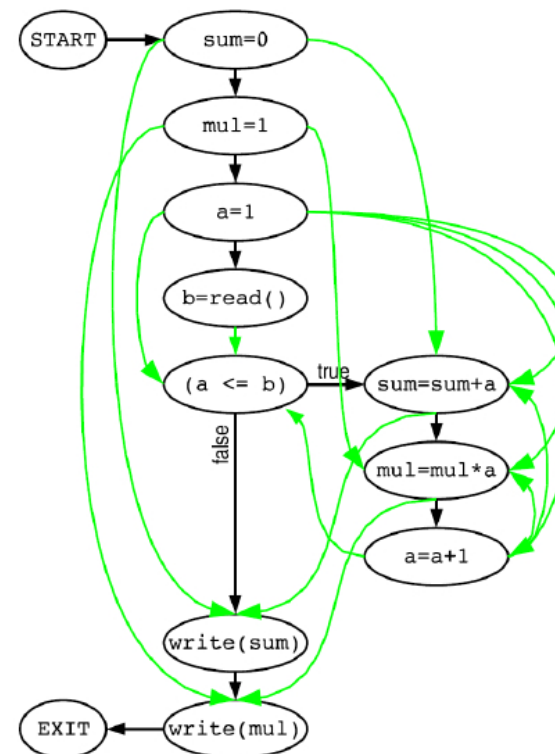 START
sum=0
mul=1
a=1
b=read()
(a <= b)
true
sum=sum+a
false
mul=mul*a
a=a+1
write(sum)
EXIT
write(mul)